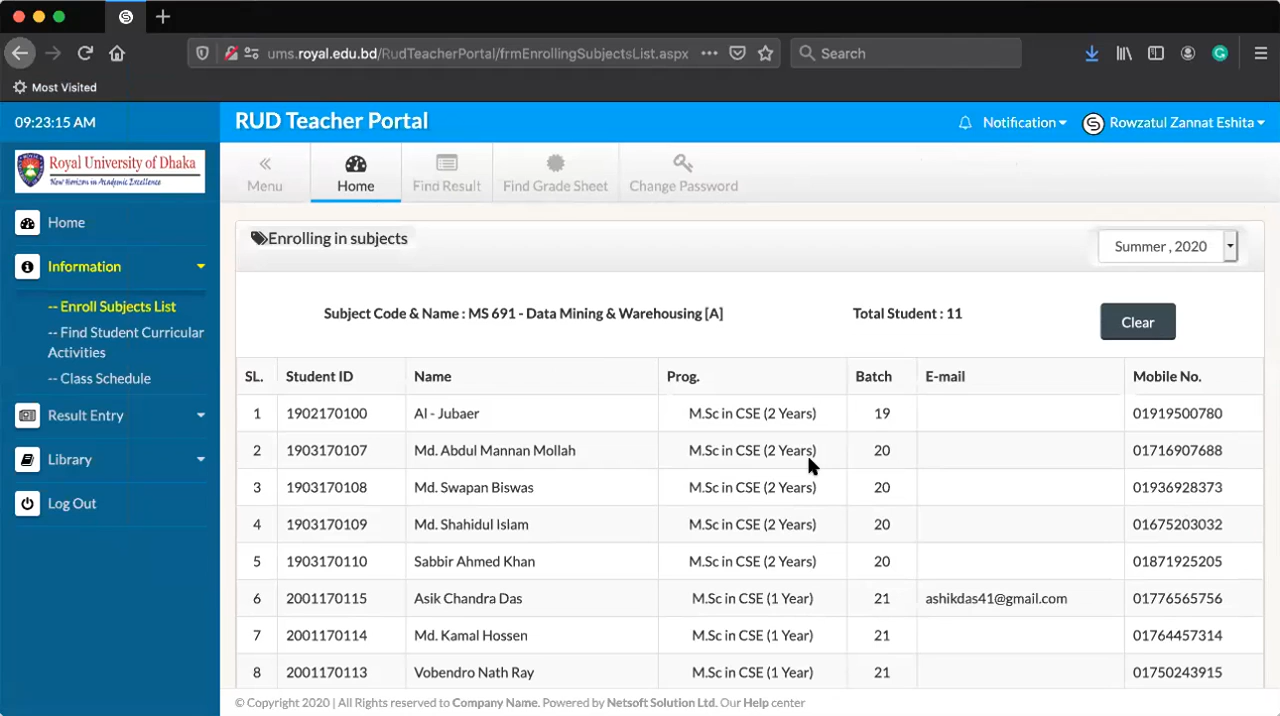 ums.royal.edu.bd/RudTeacherPortal/frmEnrollingSubjectsList.aspx
Search
Most Visited
09:23:15 AM
RUD Teacher Portal
Notification
Rowzatul Zannat Eshita
Royal University of Dhaka
New Horizon in Academic Excellence
Menu
Home
Find Result
Find Grade Sheet
Change Password
Home
Information
-- Enroll Subjects List
-- Find Student Curricular
Activities
-- Class Schedule
Result Entry
Library
Log Out
Enrolling in subjects
Summer , 2020
Subject Code & Name : MS 691 - Data Mining & Warehousing [A]
Total Student : 11
Clear
SL. Student ID Name Prog. Batch E-mail Mobile No.
1 1902170100 Al - Jubaer M.Sc in CSE (2 Years) 19 01919500780
2 1903170107 Md. Abdul Mannan Mollah M.Sc in CSE (2 Years) 20 01716907688
3 1903170108 Md. Swapan Biswas M.Sc in CSE (2 Years) 20 01936928373
4 1903170109 Md. Shahidul Islam M.Sc in CSE (2 Years) 20 01675203032
5 1903170110 Sabbir Ahmed Khan M.Sc in CSE (2 Years) 20 01871925205
6 2001170115 Asik Chandra Das M.Sc in CSE (1 Year) 21 ashikdas41@gmail.com 01776565756
7 2001170114 Md. Kamal Hossen M.Sc in CSE (1 Year) 21 01764457314
8 2001170113 Vobendro Nath Ray M.Sc in CSE (1 Year) 21 01750243915
© Copyright 2020 | All Rights reserved to Company Name. Powered by Netsoft Solution Ltd. Our Help center